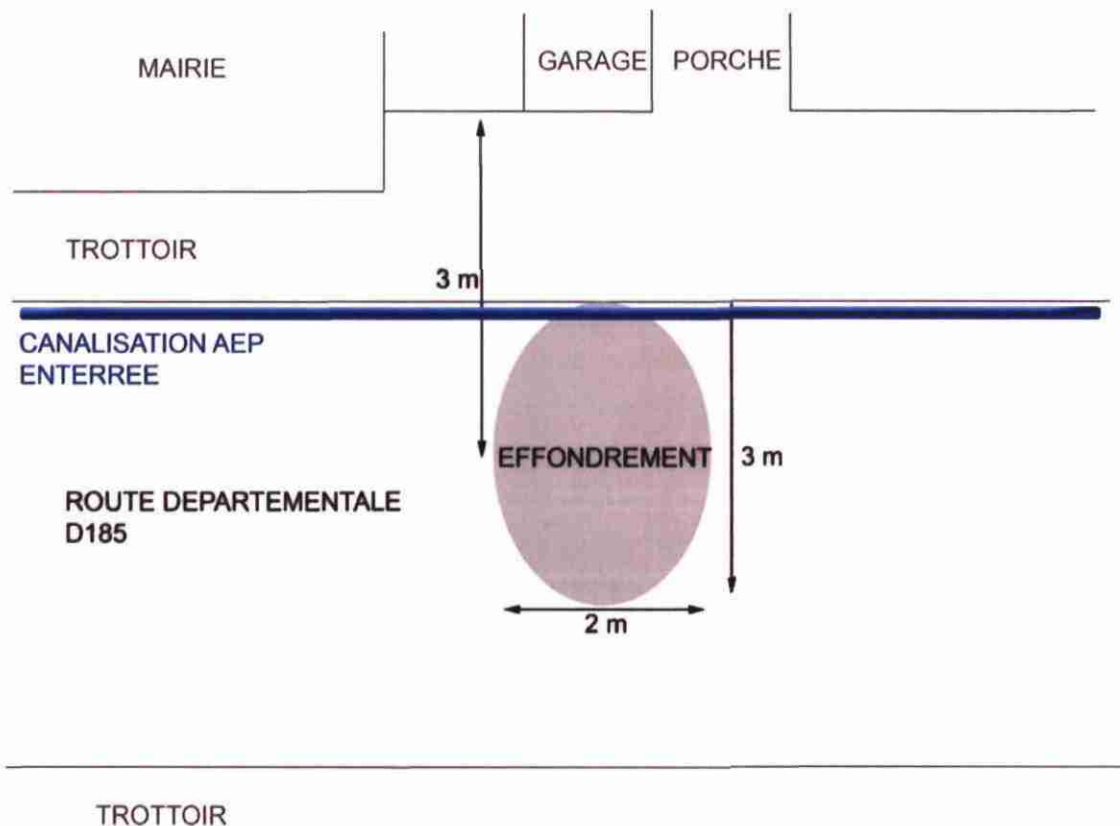 MAIRIE
GARAGE
PORCHE
TROTTOIR
3 m
CANALISATION AEP
ENTERREE
EFFONDREMENT
3 m
ROUTE DEPARTEMENTALE
D185
2 m
TROTTOIR